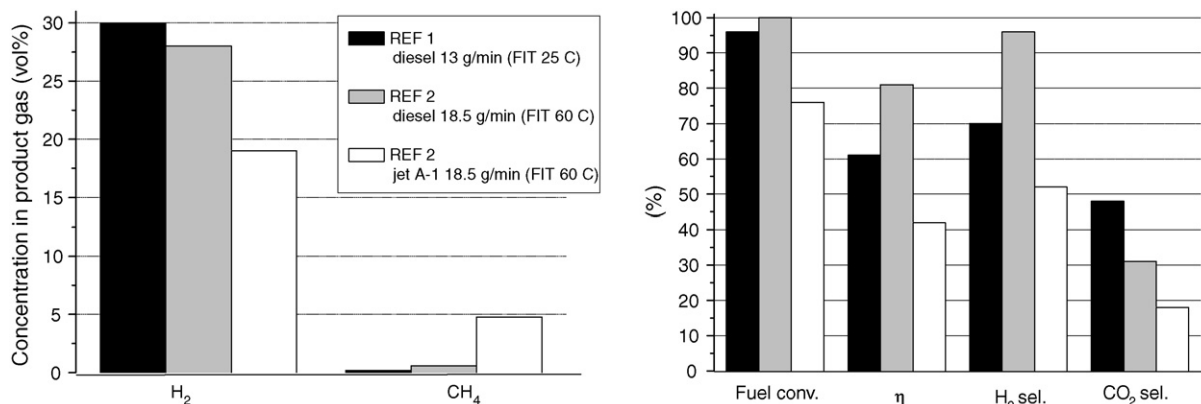 Concentration in product gas (vol%)
30
25
20
15
10
5
0
H₂
CH₄
REF 1
diesel 13 g/min (FIT 25 C)
REF 2
diesel 18.5 g/min (FIT 60 C)
REF 2
jet A-1 18.5 g/min (FIT 60 C)
(%)
100
90
80
70
60
50
40
30
20
10
0
Fuel conv.
η
H₂ sel.
CO₂ sel.